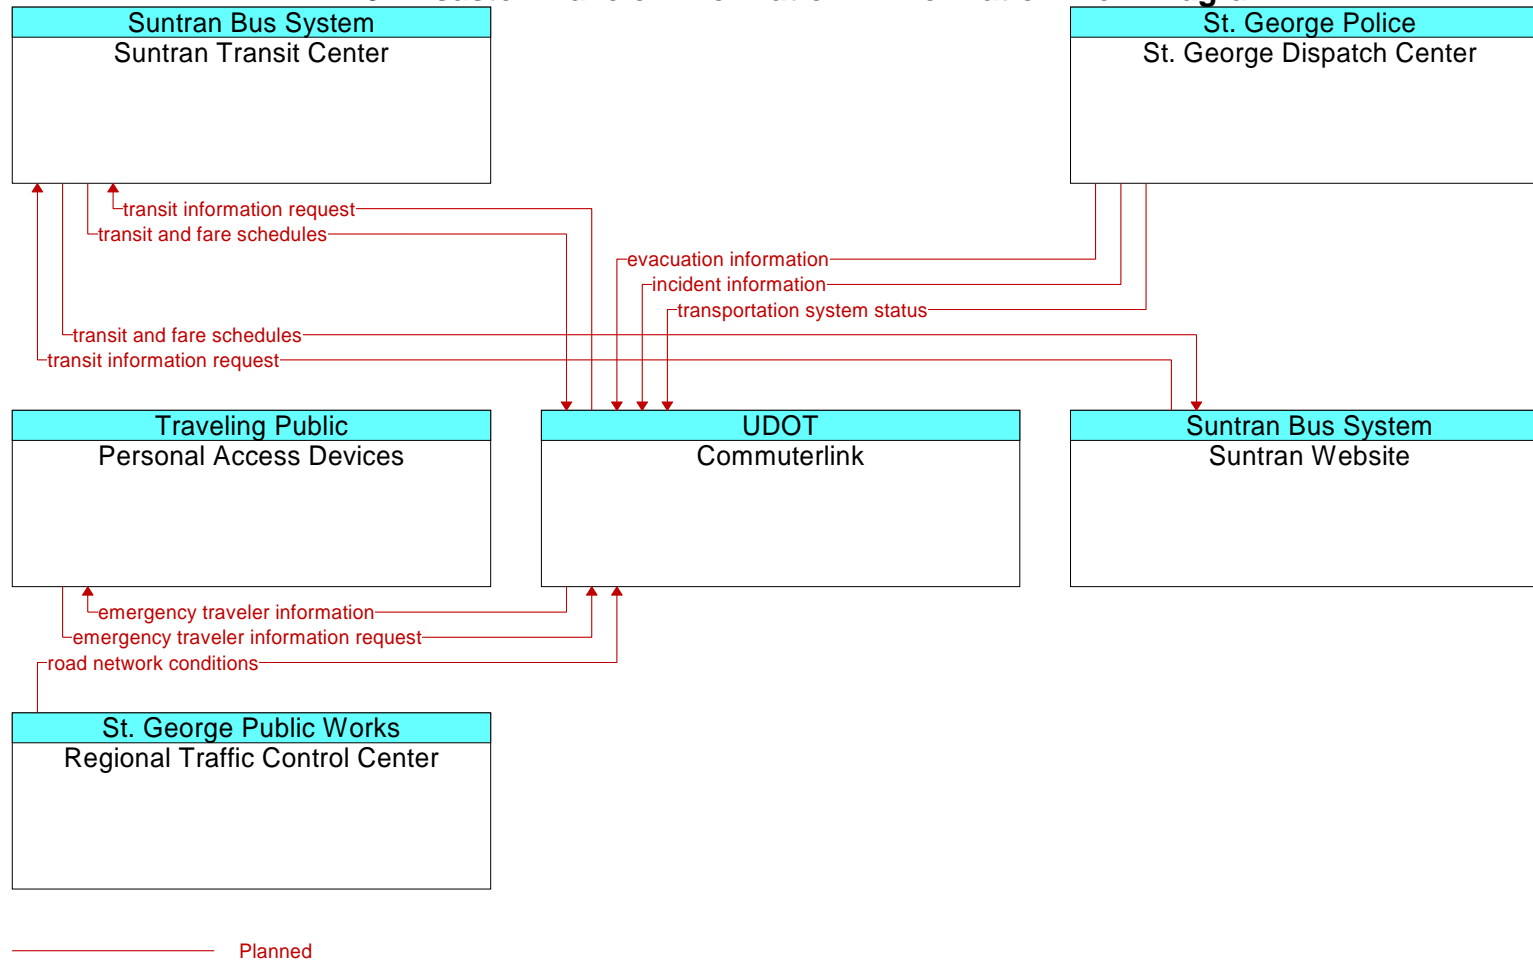 Suntran Bus System
Suntran Transit Center
St. George Police
St. George Dispatch Center
transit information request
transit and fare schedules
evacuation information
incident information
transportation system status
transit and fare schedules
transit information request
Traveling Public
Personal Access Devices
UDOT
Commuterlink
Suntran Bus System
Suntran Website
emergency traveler information
emergency traveler information request
road network conditions
St. George Public Works
Regional Traffic Control Center
Planned